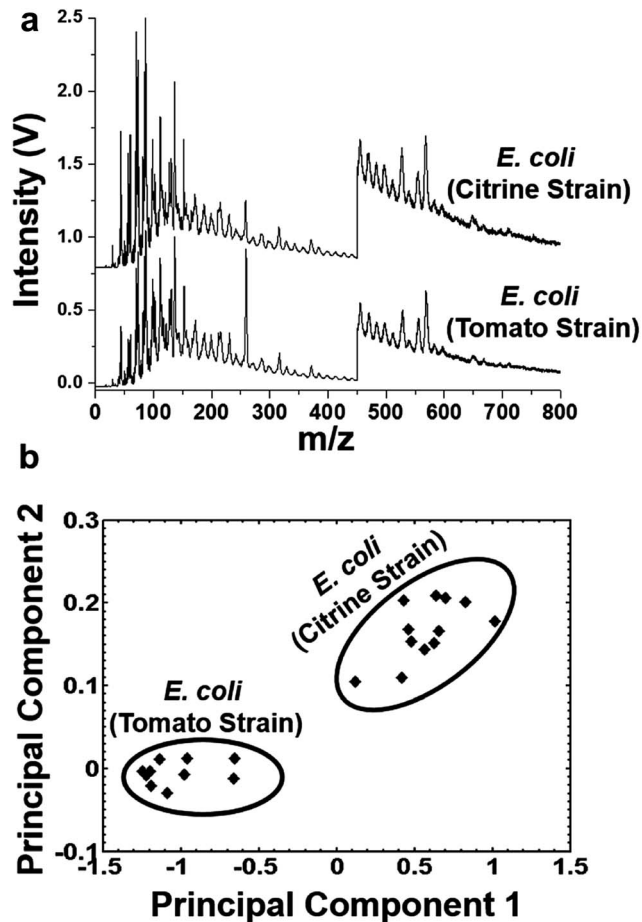 a
2.5
2.0
1.5
1.0
0.5
0.0
Intensity (V)
E. coli
(Citrine Strain)
E. coli
(Tomato Strain)
0 100 200 300 400 500 600 700 800
m/z
b
0.3
0.2
0.1
0
-0.1
Principal Component 2
E. coli
(Citrine Strain)
E. coli
(Tomato Strain)
-1.5 -1 -0.5 0 0.5 1 1.5
Principal Component 1